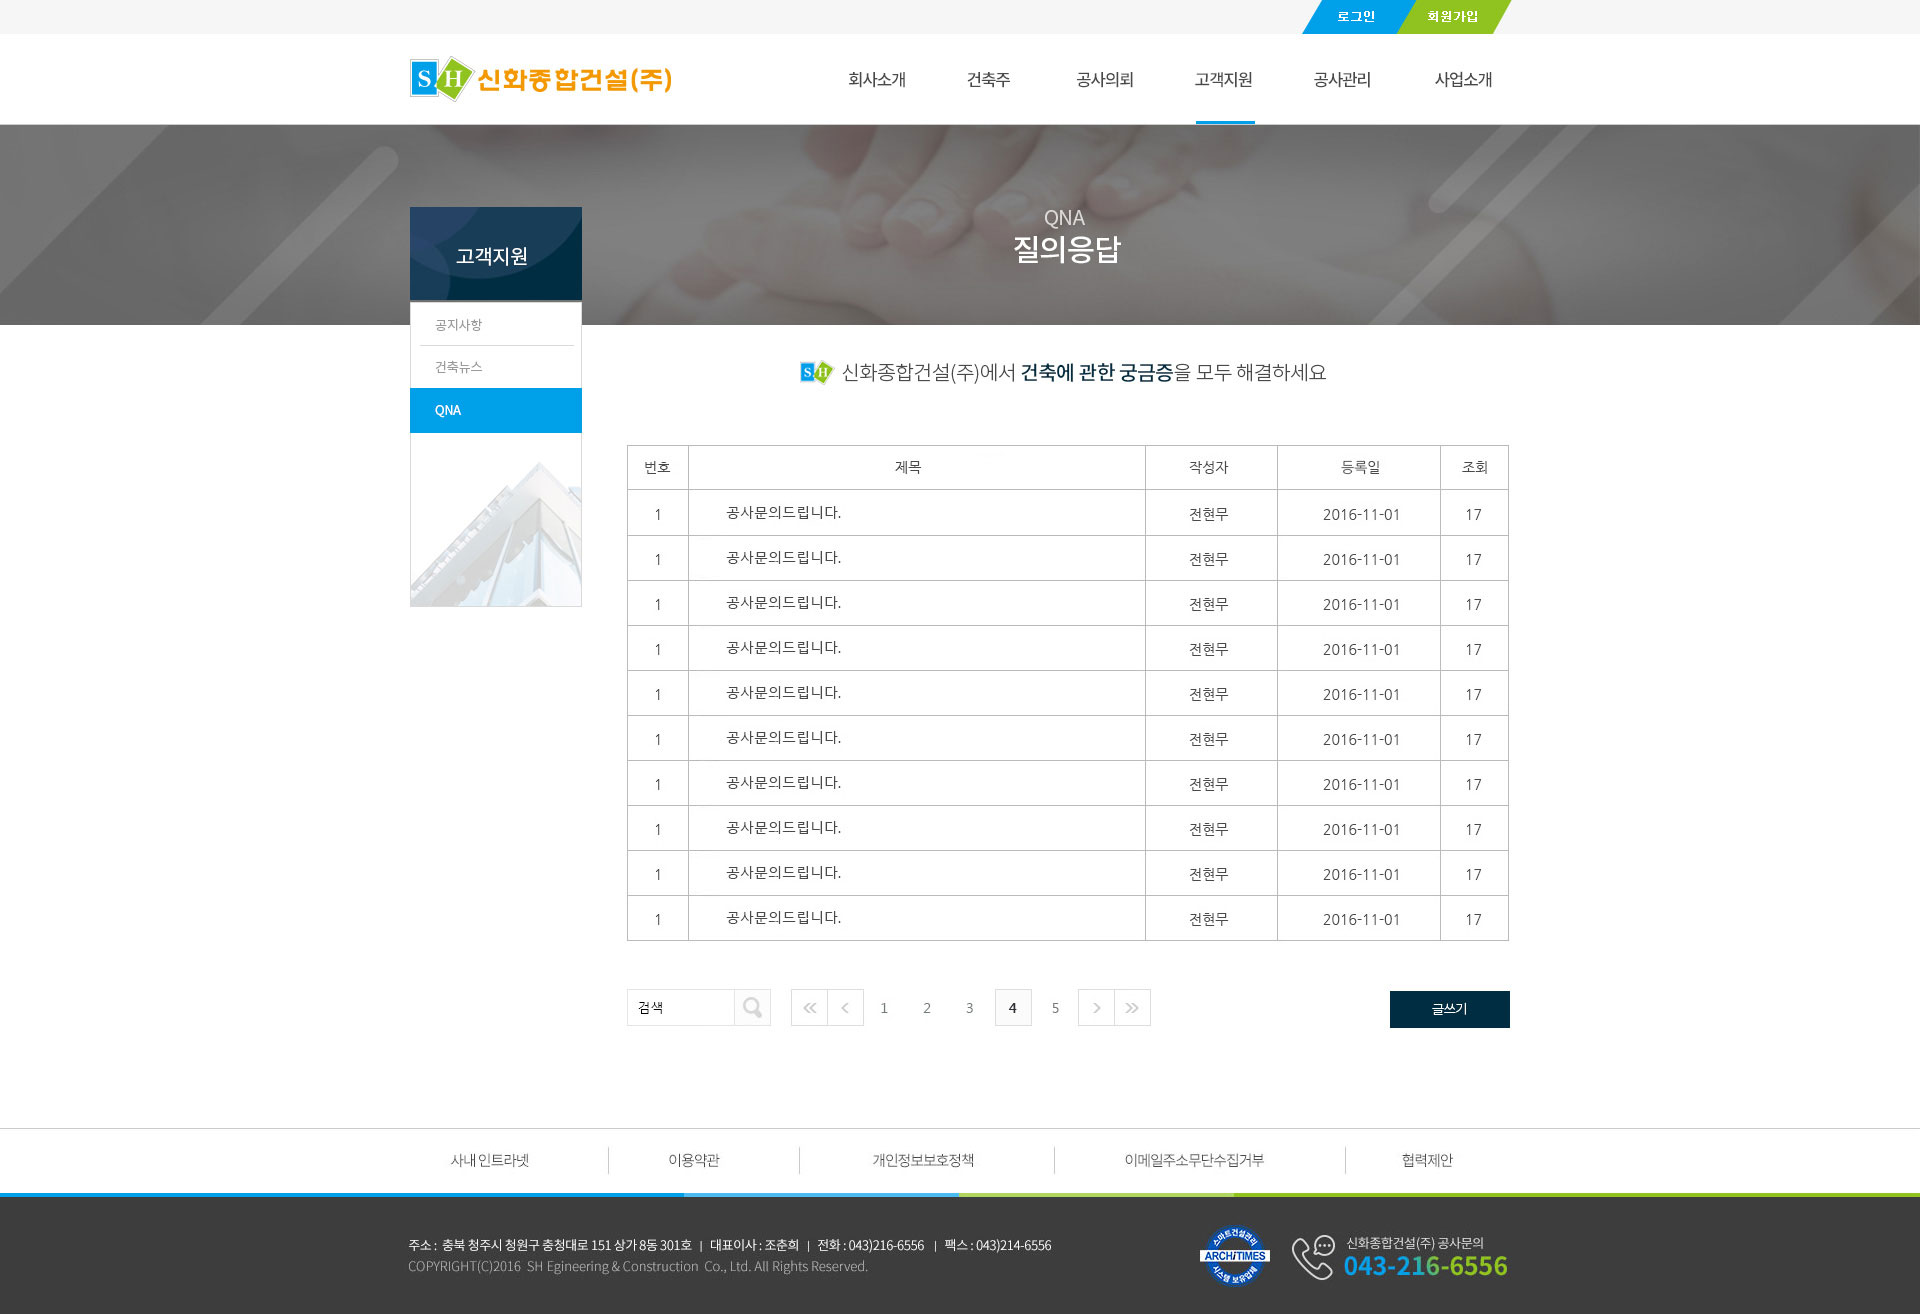 로그인 회원가입
SH 신화종합건설(주)
회사소개 건축주 공사의뢰 고객지원 공사관리 사업소개
QNA
질의응답
고객지원
공지사항
건축뉴스
QNA
SH 신화종합건설(주)에서 건축에 관한 궁금증을 모두 해결하세요
번호 제목 작성자 등록일 조회
1 공사문의드립니다. 전현무 2016-11-01 17
1 공사문의드립니다. 전현무 2016-11-01 17
1 공사문의드립니다. 전현무 2016-11-01 17
1 공사문의드립니다. 전현무 2016-11-01 17
1 공사문의드립니다. 전현무 2016-11-01 17
1 공사문의드립니다. 전현무 2016-11-01 17
1 공사문의드립니다. 전현무 2016-11-01 17
1 공사문의드립니다. 전현무 2016-11-01 17
1 공사문의드립니다. 전현무 2016-11-01 17
1 공사문의드립니다. 전현무 2016-11-01 17
검색 « < 1 2 3 4 5 > » 글쓰기
사내인트라넷 이용약관 개인정보보호정책 이메일주소무단수집거부 협력제안
주소 : 충북 청주시 청원구 충청대로 151 상가 8동 301호 | 대표이사 : 조춘희 | 전화 : 043)216-6556 | 팩스 : 043)214-6556
COPYRIGHT(C)2016 SH Egineering & Construction Co., Ltd. All Rights Reserved.
스마트건설관리
ARCHiTIMES
시스템 보유업체
신화종합건설(주) 공사문의
043-216-6556